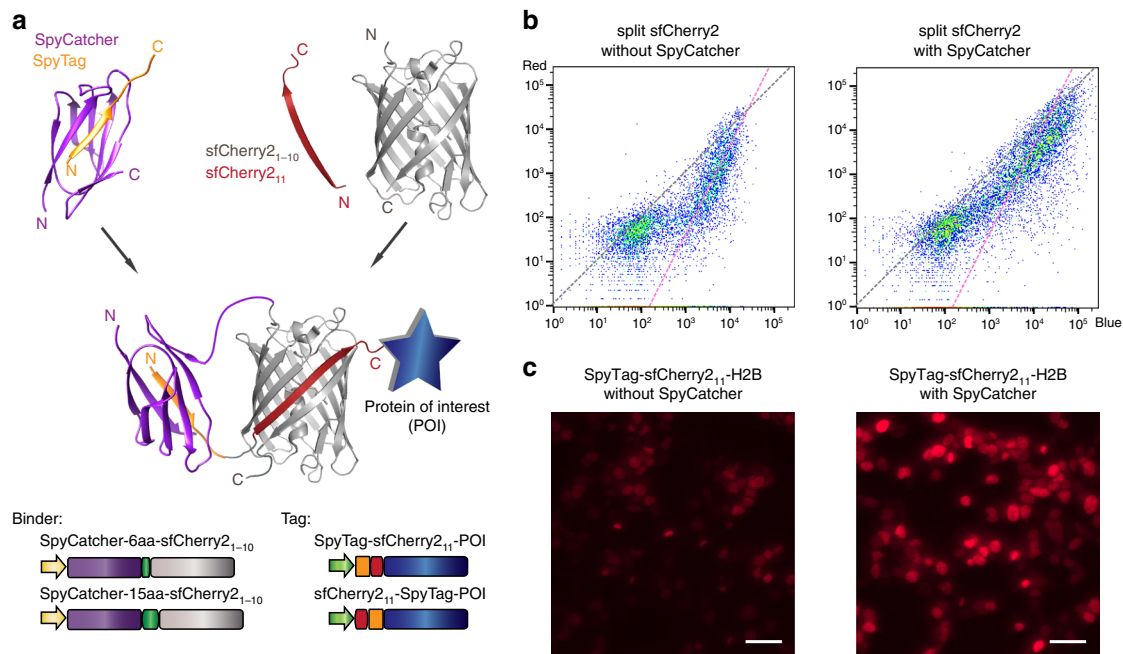 a
SpyCatcher
SpyTag
C
N
C
N
C
N
sfCherry2₁₋₁₀
sfCherry2₁₁
N
C
N
N
C
C
Protein of interest
(POI)
Binder:
SpyCatcher-6aa-sfCherry2₁₋₁₀
SpyCatcher-15aa-sfCherry2₁₋₁₀
Tag:
SpyTag-sfCherry2₁₁-POI
sfCherry2₁₁-SpyTag-POI
b
split sfCherry2
without SpyCatcher
Red
10⁵
10⁴
10³
10²
10¹
10⁰
10⁰ 10¹ 10² 10³ 10⁴ 10⁵
split sfCherry2
with SpyCatcher
10⁵
10⁴
10³
10²
10¹
10⁰
10⁰ 10¹ 10² 10³ 10⁴ 10⁵ Blue
c
SpyTag-sfCherry2₁₁-H2B
without SpyCatcher
SpyTag-sfCherry2₁₁-H2B
with SpyCatcher